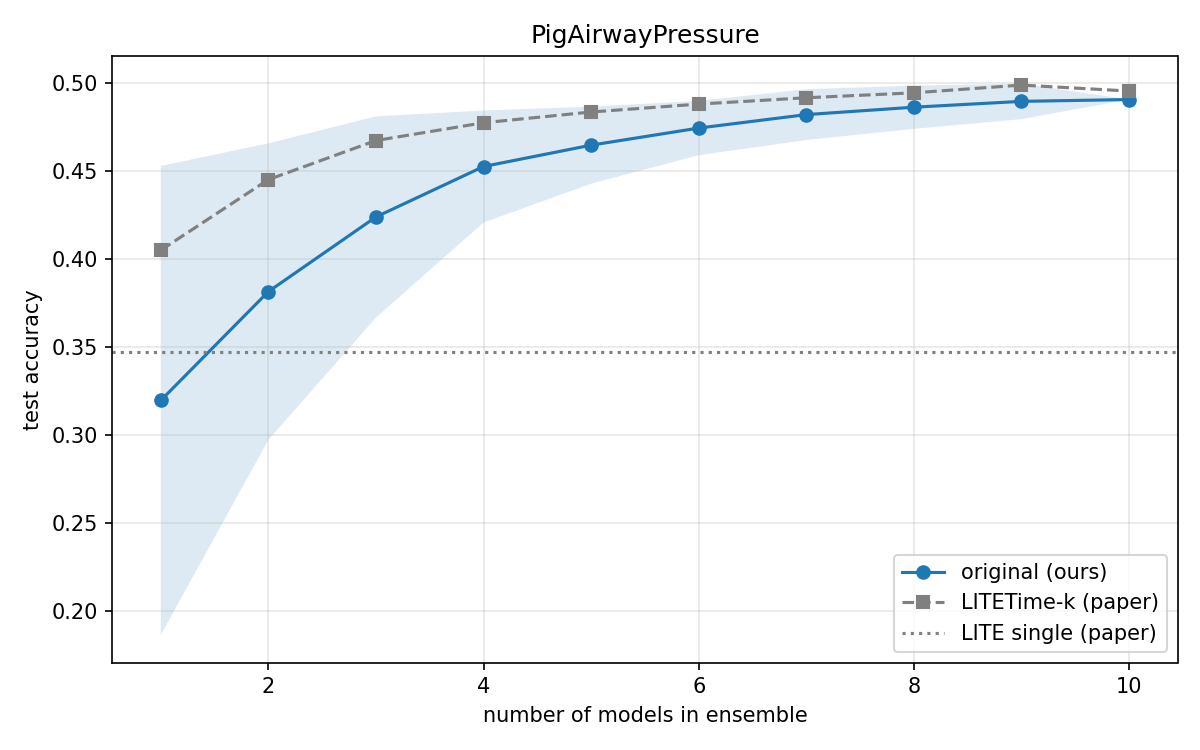 PigAirwayPressure
0.50
0.45
0.40
0.35
0.30
0.25
0.20
test accuracy
original (ours)
LITETime-k (paper)
LITE single (paper)
2 4 6 8 10
number of models in ensemble